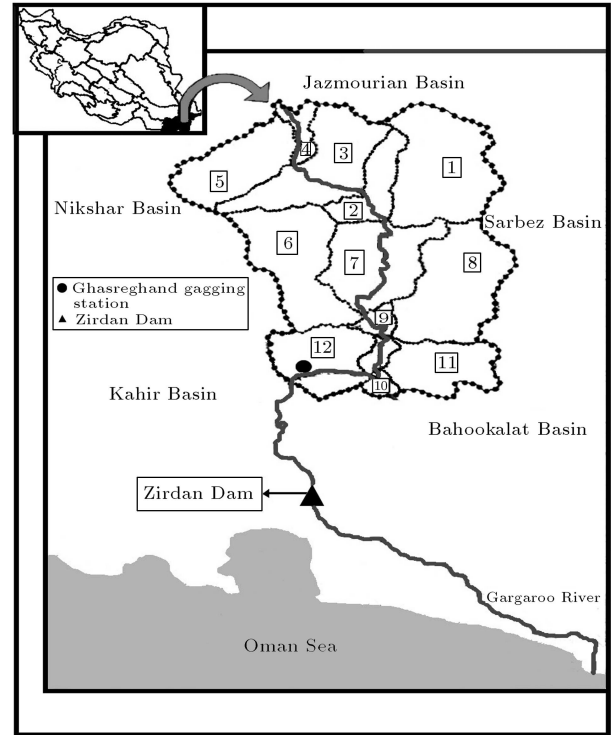 Jazmourian Basin
4
3
1
5
2
Nikshar Basin
Sarbez Basin
6
7
8
Ghasreghand gagging
station
Zirdan Dam
9
12
11
10
Kahir Basin
Bahookalat Basin
Zirdan Dam
Gargaroo River
Oman Sea